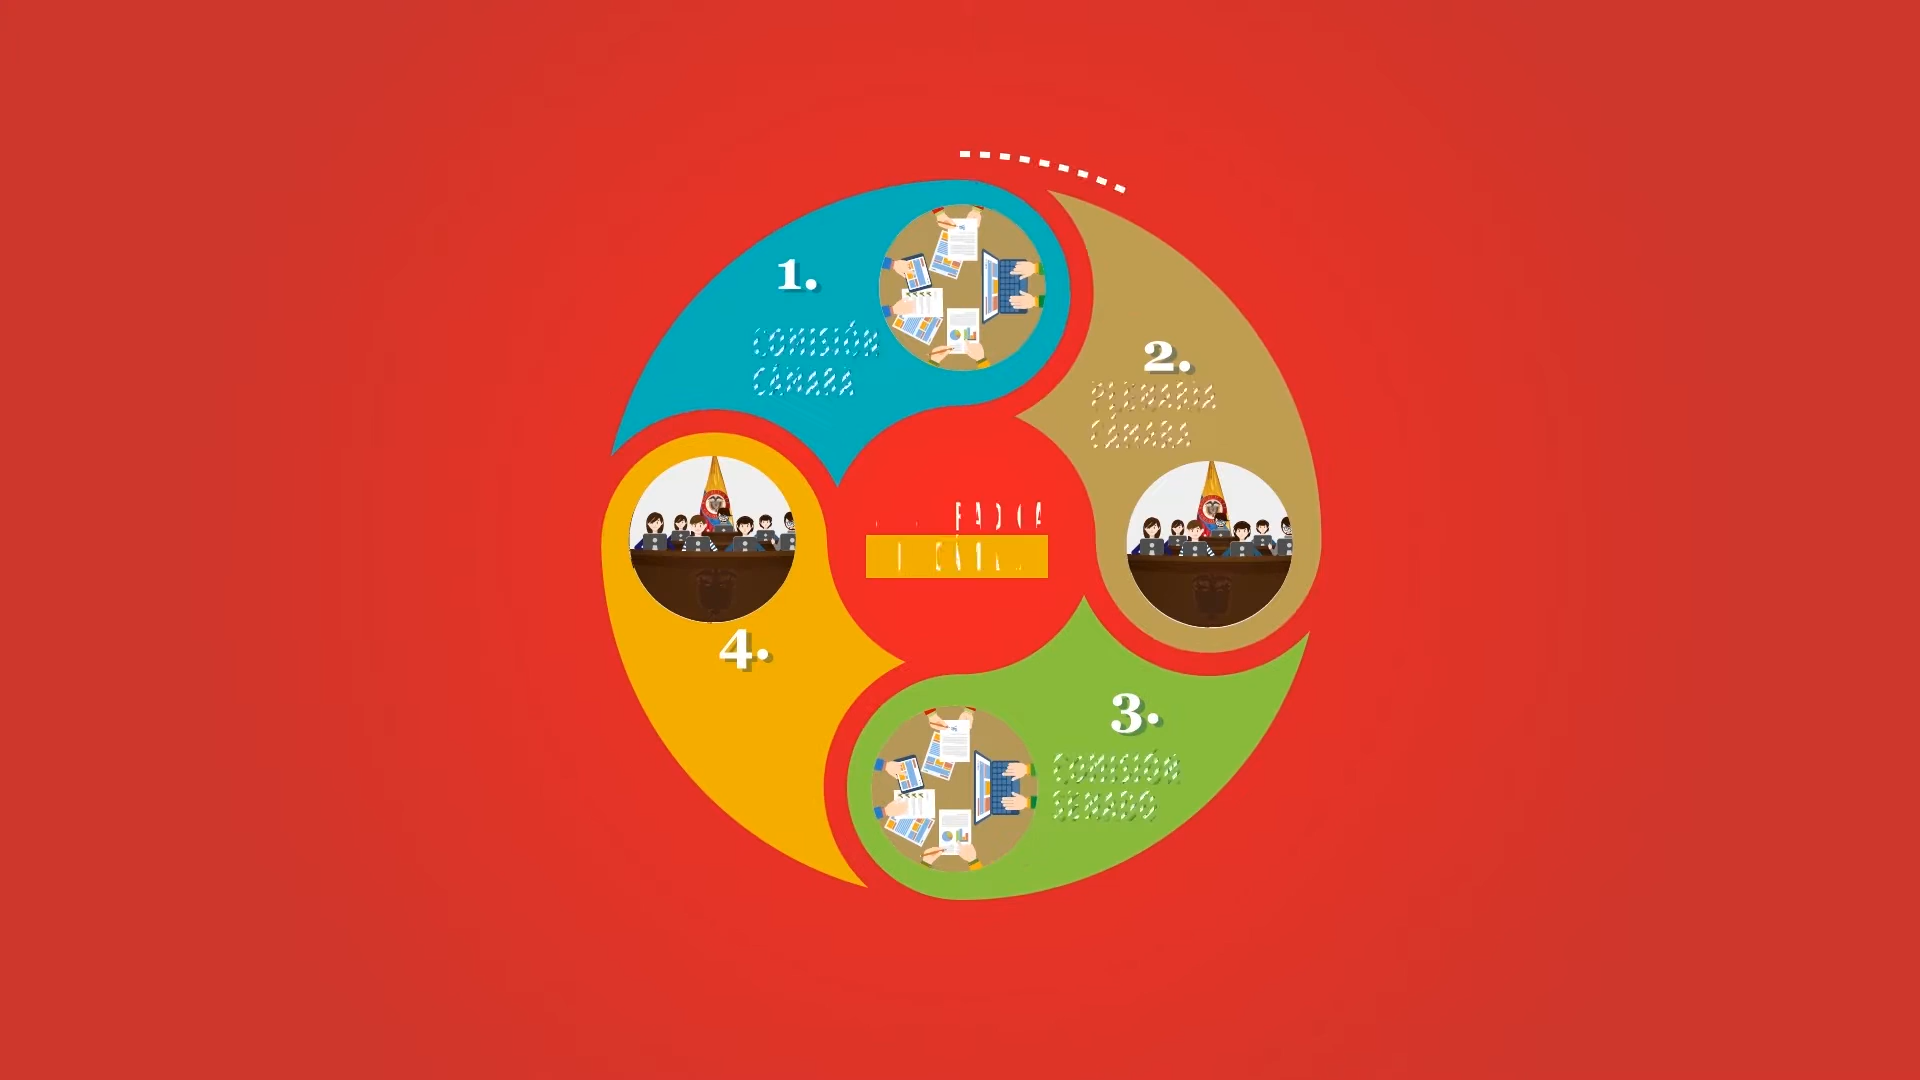 1.
COMISIÓN
CÁMARA
2.
PLENARIA
CÁMARA
3.
COMISIÓN
SENADO
4.